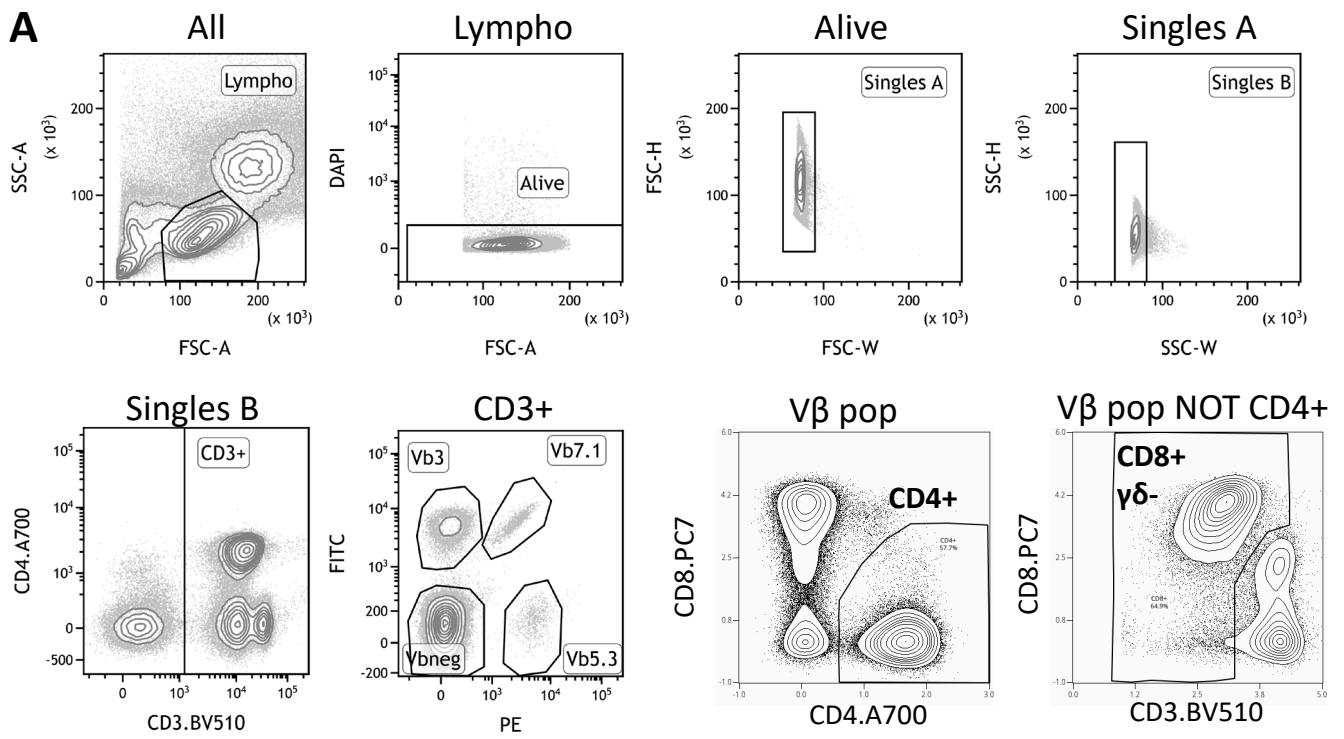 A
All
Lympho
SSC-A
(x 10³)
200
100
0
0
100
200
(x 10³)
FSC-A
Lympho
Alive
DAPI
10⁵
10⁴
10³
0
0
100
200
(x 10³)
FSC-A
Alive
Singles A
FSC-H
(x 10³)
200
100
0
0
100
200
(x 10³)
FSC-W
Singles A
Singles B
SSC-H
(x 10³)
200
100
0
0
100
200
(x 10³)
SSC-W
Singles B
CD3+
CD4.A700
10⁵
10⁴
10³
0
-500
0
10³
10⁴
10⁵
CD3.BV510
CD3+
Vb3
Vb7.1
Vbneg
Vb5.3
FITC
10⁵
10⁴
10³
200
0
-200
0
10³
10⁴
10⁵
PE
Vβ pop
CD4+
CD4+
57.7%
CD8.PC7
6.0
4.2
2.5
0.8
-1.0
-1.0
0.0
1.0
2.0
3.0
CD4.A700
Vβ pop NOT CD4+
CD8+
γδ-
CD8+
64.9%
CD8.PC7
6.0
4.2
2.5
0.8
-1.0
0.0
1.2
2.5
3.8
5.0
CD3.BV510